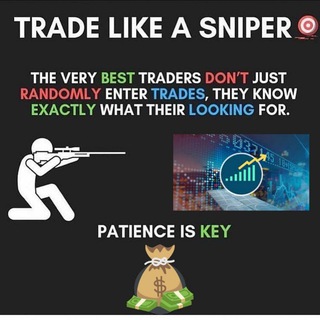 TRADE LIKE A SNIPER
THE VERY BEST TRADERS DON'T JUST
RANDOMLY ENTER TRADES, THEY KNOW
EXACTLY WHAT THEIR LOOKING FOR.
PATIENCE IS KEY
$